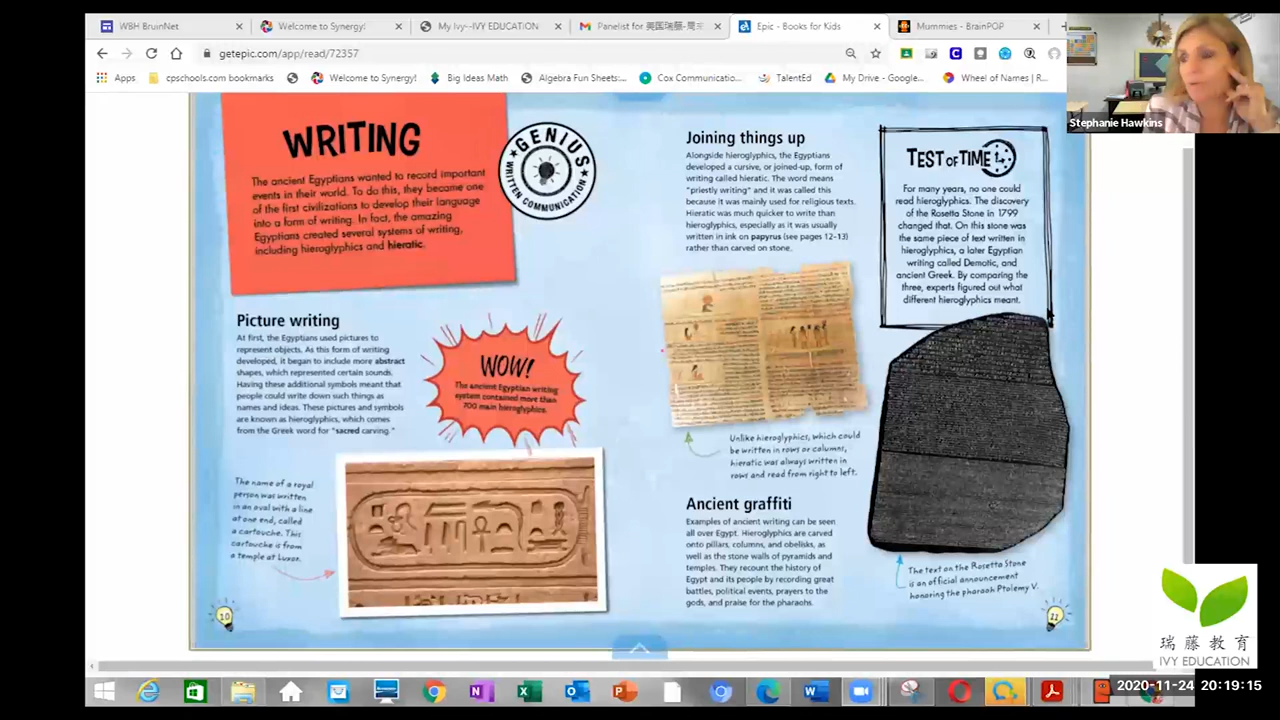 W8H BruinNet
Welcome to Synergy!
My Ivy--IVY EDUCATION
Panelist for 英国瑞藤-
Epic - Books for Kids
Mummies - BrainPOP
getepic.com/app/read/72357
Apps
cpschools.com bookmarks
Welcome to Synergy!
Big Ideas Math
Algebra Fun Sheets:...
Cox Communicatio...
TalentEd
My Drive - Google...
Wheel of Names | R...
Stephanie Hawkins
WRITING
The ancient Egyptians wanted to record important
events in their world. To do this, they became one
of the first civilizations to develop their language
into a form of writing. In fact, the amazing
Egyptians created several systems of writing,
including hieroglyphics and hieratic.
GENIUS
WRITTEN COMMUNICATION
Picture writing
At first, the Egyptians used pictures to
represent objects. As this form of writing
developed, it began to include more abstract
shapes, which represented certain sounds.
Having these additional symbols meant that
people could write down such things as
names and ideas. These pictures and symbols
are known as hieroglyphics, which comes
from the Greek word for "sacred carving."
WOW!
The ancient Egyptian writing
system contained more than
700 main hieroglyphics.
The name of a royal
person was written
in an oval with a line
at one end, called
a cartouche. This
cartouche is from
a temple at Luxor.
10
Joining things up
Alongside hieroglyphics, the Egyptians
developed a cursive, or joined-up, form of
writing called hieratic. The word means
"priestly writing" and it was called this
because it was mainly used for religious texts.
Hieratic was much quicker to write than
hieroglyphics, especially as it was usually
written in ink on papyrus (see pages 12-13)
rather than carved on stone.
Unlike hieroglyphics, which could
be written in rows or columns,
hieratic was always written in
rows and read from right to left.
Ancient graffiti
Examples of ancient writing can be seen
all over Egypt. Hieroglyphics are carved
onto pillars, columns, and obelisks, as
well as the stone walls of pyramids and
temples. They recount the history of
Egypt and its people by recording great
battles, political events, prayers to the
gods, and praise for the pharaohs.
TEST OF TIME
For many years, no one could
read hieroglyphics. The discovery
of the Rosetta Stone in 1799
changed that. On this stone was
the same piece of text written in
hieroglyphics, a later Egyptian
writing called Demotic, and
ancient Greek. By comparing the
three, experts figured out what
different hieroglyphics meant.
The text on the Rosetta Stone
is an official announcement
honoring the pharaoh Ptolemy V.
11
瑞藤教育
IVY EDUCATION
2020-11-24 20:19:15